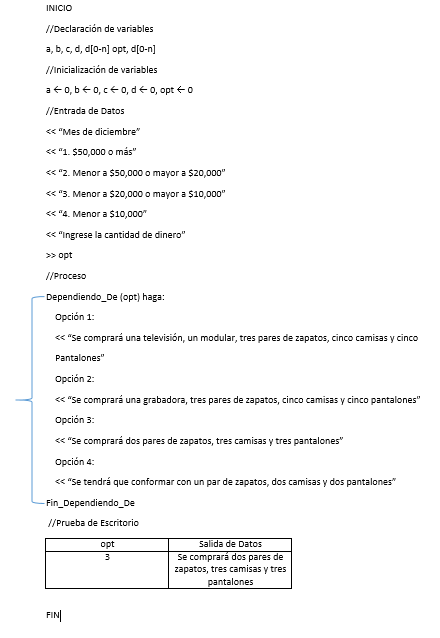 INICIO
//Declaración de variables
a, b, c, d, d[0-n] opt, d[0-n]
//Inicialización de variables
a ← 0, b ← 0, c ← 0, d ← 0, opt ← 0
//Entrada de Datos
<< “Mes de diciembre”
<< “1. $50,000 o más”
<< “2. Menor a $50,000 o mayor a $20,000”
<< “3. Menor a $20,000 o mayor a $10,000”
<< “4. Menor a $10,000”
<< “Ingrese la cantidad de dinero”
>> opt
//Proceso
Dependiendo_De (opt) haga:
Opción 1:
<< “Se comprará una televisión, un modular, tres pares de zapatos, cinco camisas y cinco
Pantalones”
Opción 2:
<< “Se comprará una grabadora, tres pares de zapatos, cinco camisas y cinco pantalones”
Opción 3:
<< “Se comprará dos pares de zapatos, tres camisas y tres pantalones”
Opción 4:
<< “Se tendrá que conformar con un par de zapatos, dos camisas y dos pantalones”
Fin_Dependiendo_De
//Prueba de Escritorio
opt Salida de Datos
3 Se comprará dos pares de
zapatos, tres camisas y tres
pantalones
FIN